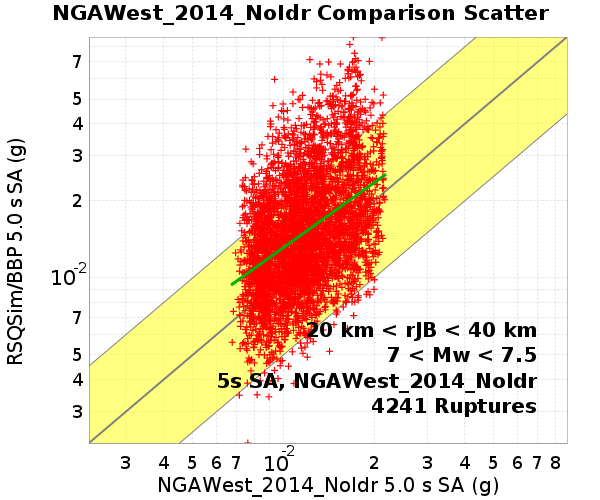 NGAWest_2014_NoIdr Comparison Scatter
RSQSim/BBP 5.0 s SA (g)
7
5
4
3
2
10-2
7
5
4
3
20 km < rJB < 40 km
7 < Mw < 7.5
5s SA, NGAWest_2014_NoIdr
4241 Ruptures
3 4 5 6 7 10-2 2 3 4 5 6 7 8
NGAWest_2014_NoIdr 5.0 s SA (g)